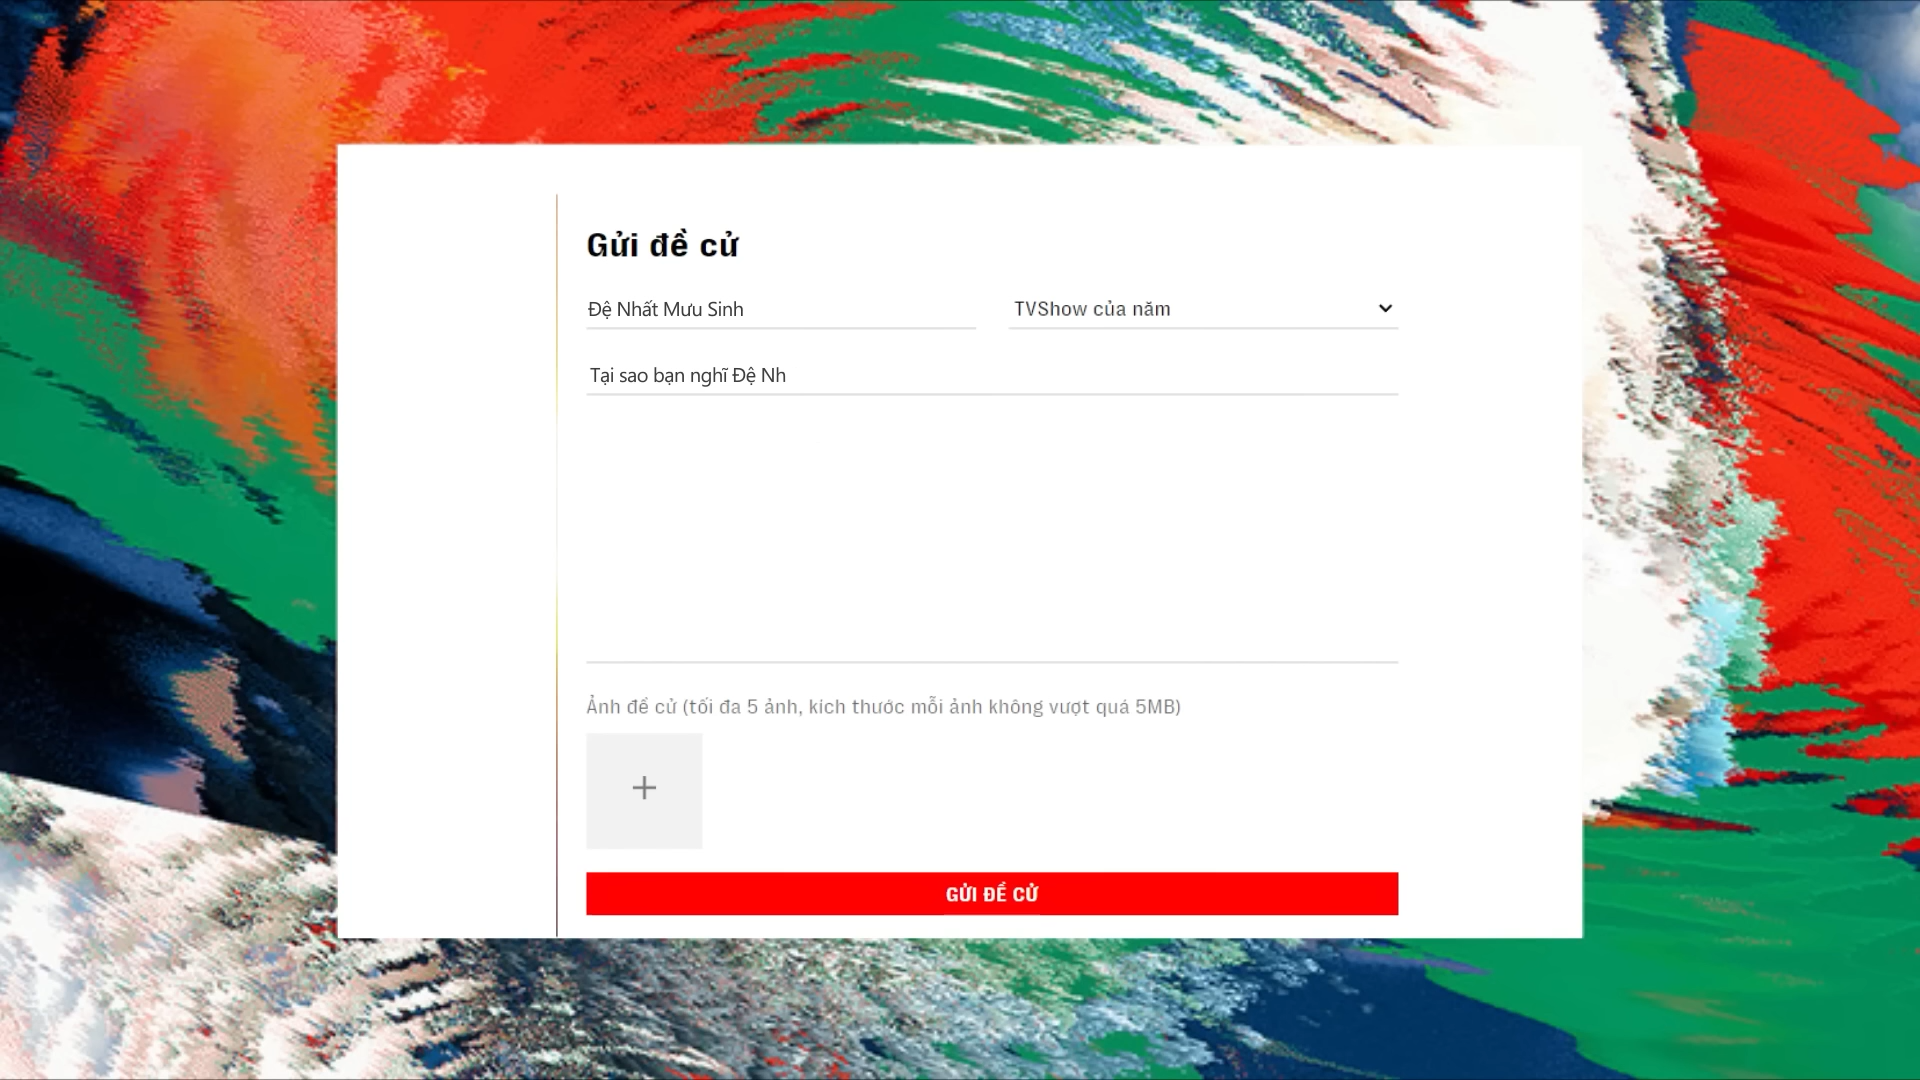 Gửi đề cử
Đệ Nhất Mưu Sinh
TVShow của năm
Tại sao bạn nghĩ Đệ Nh
Ảnh đề cử (tối đa 5 ảnh, kích thước mỗi ảnh không vượt quá 5MB)
+
GỬI ĐỀ CỬ